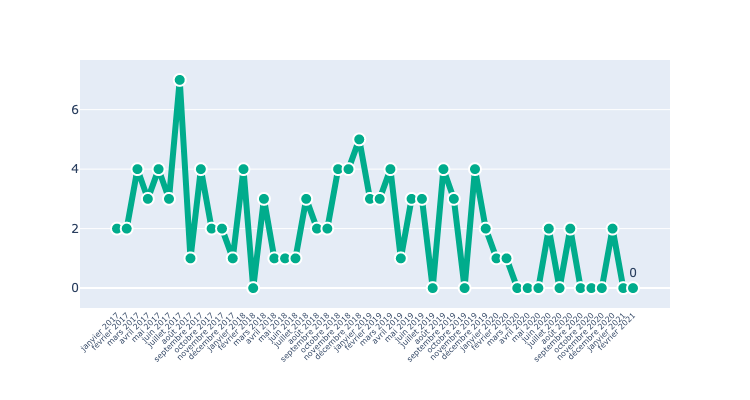 6
4
2
0
0
janvier 2017
février 2017
mars 2017
avril 2017
mai 2017
juin 2017
juillet 2017
août 2017
septembre 2017
octobre 2017
novembre 2017
décembre 2017
janvier 2018
février 2018
mars 2018
avril 2018
mai 2018
juin 2018
juillet 2018
août 2018
septembre 2018
octobre 2018
novembre 2018
décembre 2018
janvier 2019
février 2019
mars 2019
avril 2019
mai 2019
juin 2019
juillet 2019
août 2019
septembre 2019
octobre 2019
novembre 2019
décembre 2019
janvier 2020
février 2020
mars 2020
avril 2020
mai 2020
juin 2020
juillet 2020
août 2020
septembre 2020
octobre 2020
novembre 2020
décembre 2020
janvier 2021
février 2021